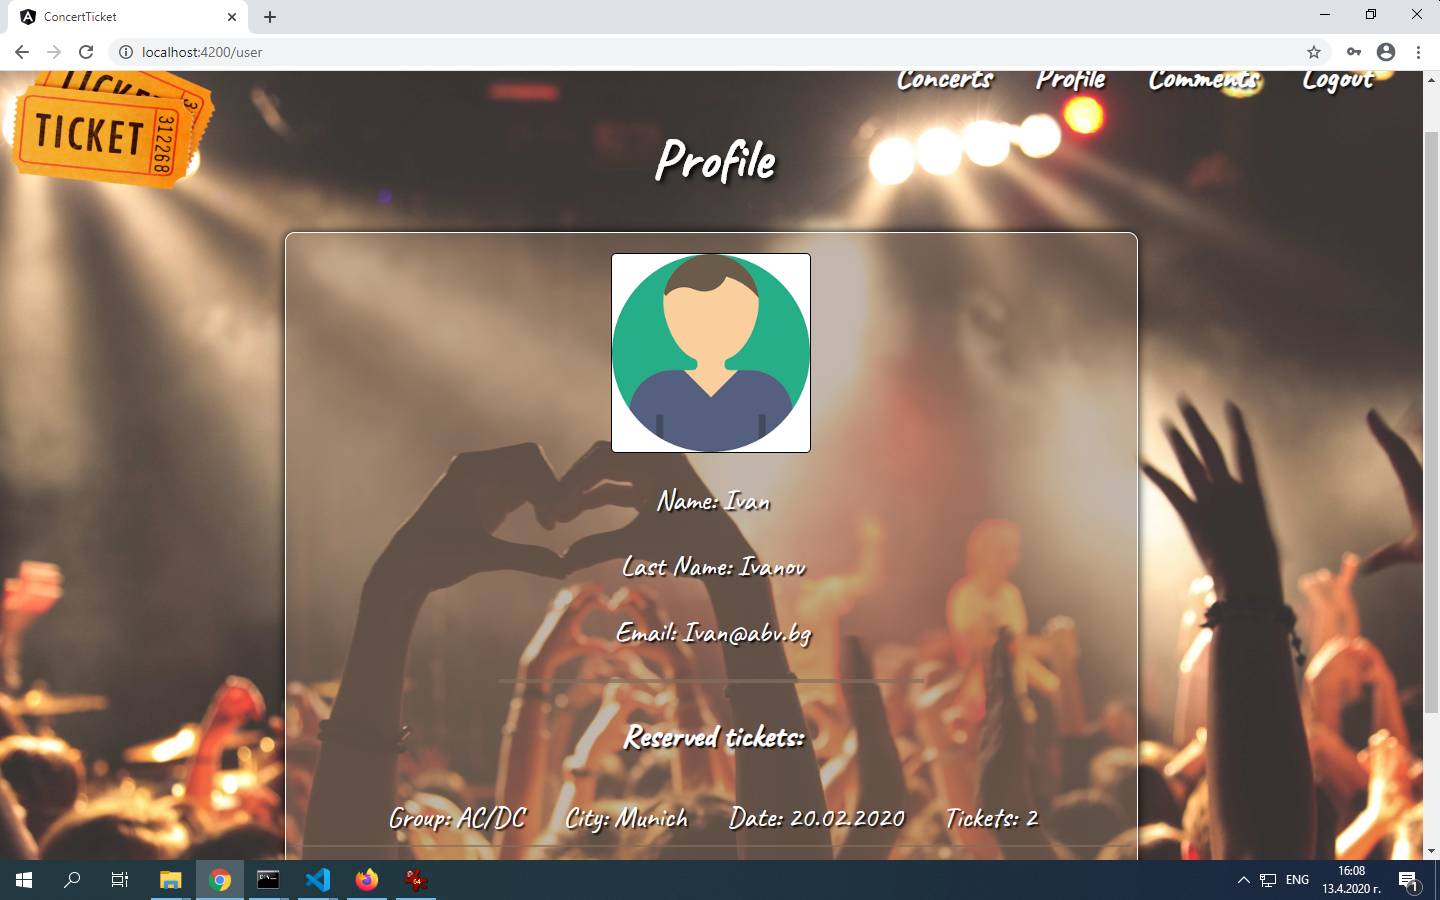 ConcertTicket
localhost:4200/user
TICKET
312268
Concerts Profile Comments Logout
Profile
Name: Ivan
Last Name: Ivanov
Email: Ivan@abv.bg
Reserved tickets:
Group: AC/DC City: Munich Date: 20.02.2020 Tickets: 2
64
ENG
16:08
13.4.2020 г.
1